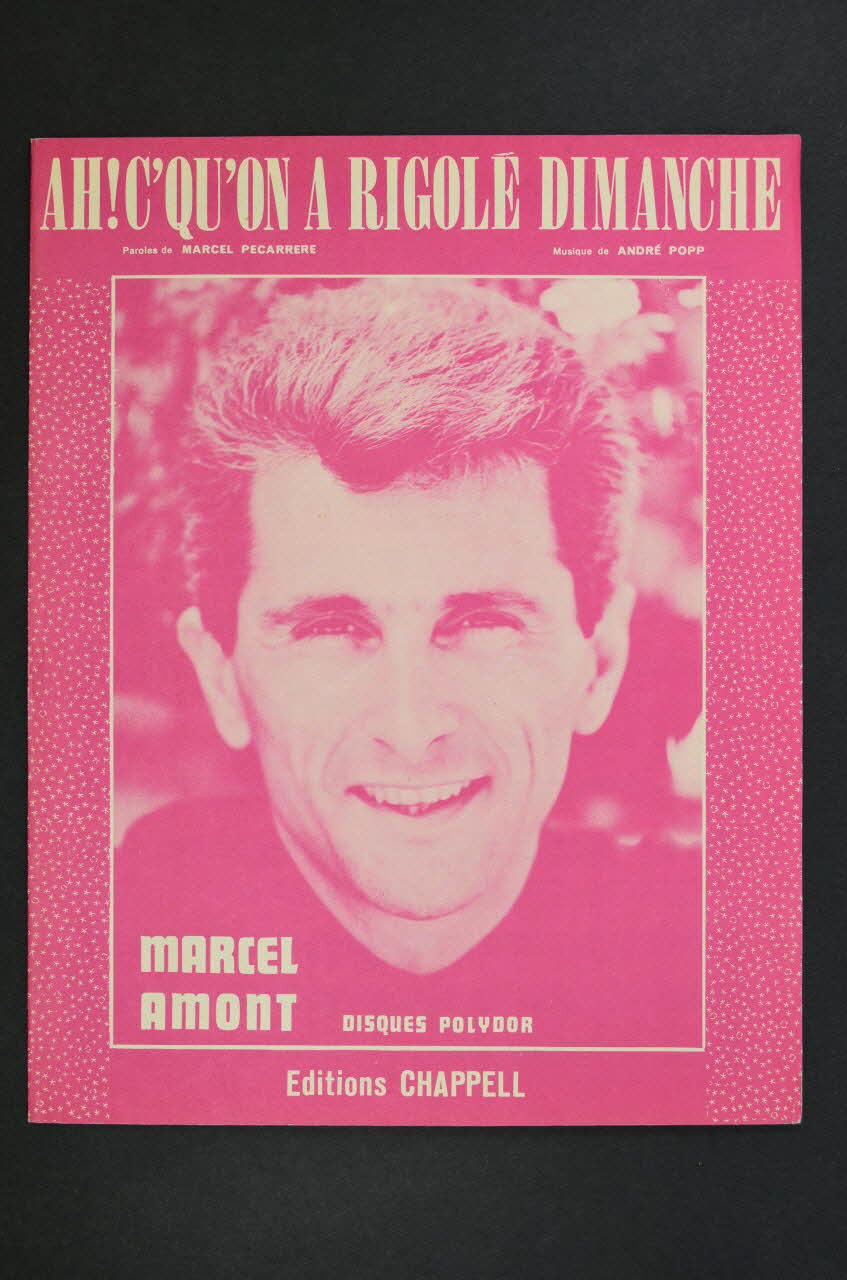 AH! C'QU'ON A RIGOLÉ DIMANCHE
Paroles de MARCEL PECARRERE
Musique de ANDRÉ POPP
MARCEL
AMONT
DISQUES POLYDOR
Editions CHAPPELL